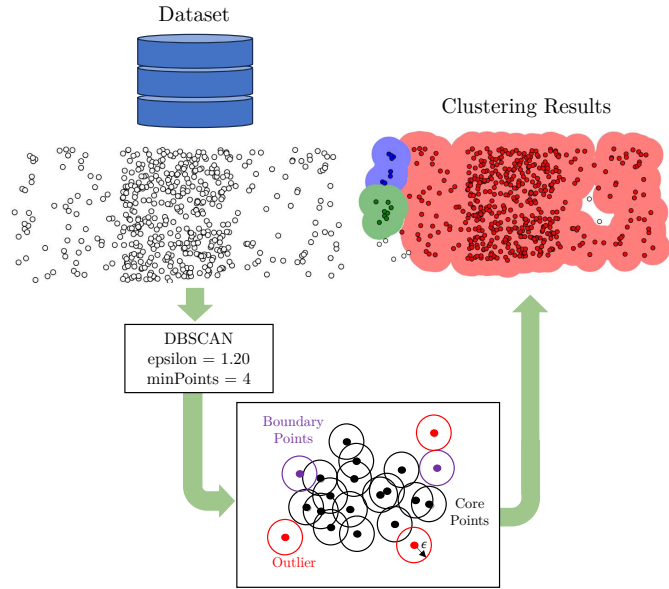 Dataset
Clustering Results
DBSCAN
epsilon = 1.20
minPoints = 4
Boundary
Points
Core
Points
ϵ
Outlier